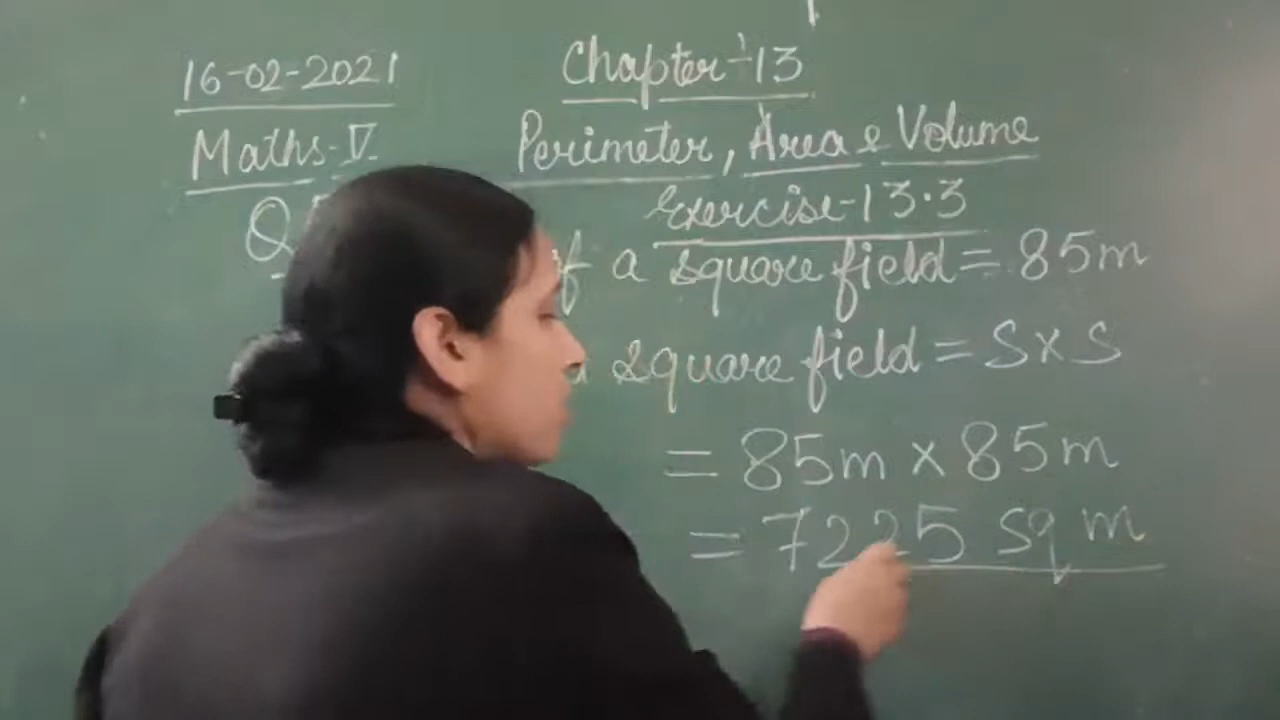 16-02-2021 Chapter-13
Maths-V Perimeter, Area & Volume
Exercise-13.3
Q of a square field = 85m
square field = S×S
= 85m × 85m
= 7225 sq m